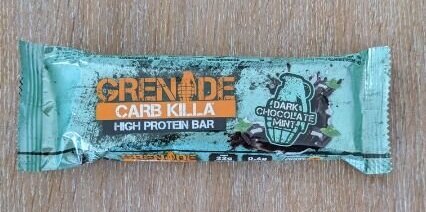 GRENADE
CARB KILLA
HIGH PROTEIN BAR
DARK
CHOCOLATE
MINT